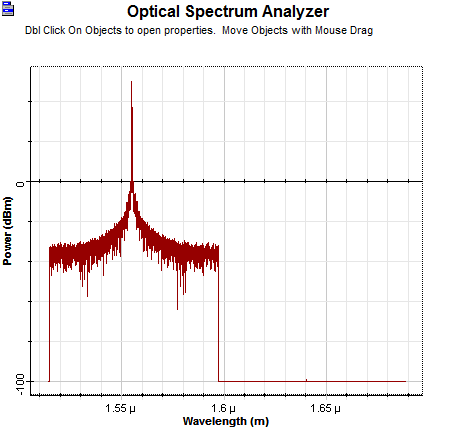 Optical Spectrum Analyzer
Dbl Click On Objects to open properties.  Move Objects with Mouse Drag
Power (dBm)
0
-100
1.55 µ
1.6 µ
1.65 µ
Wavelength (m)